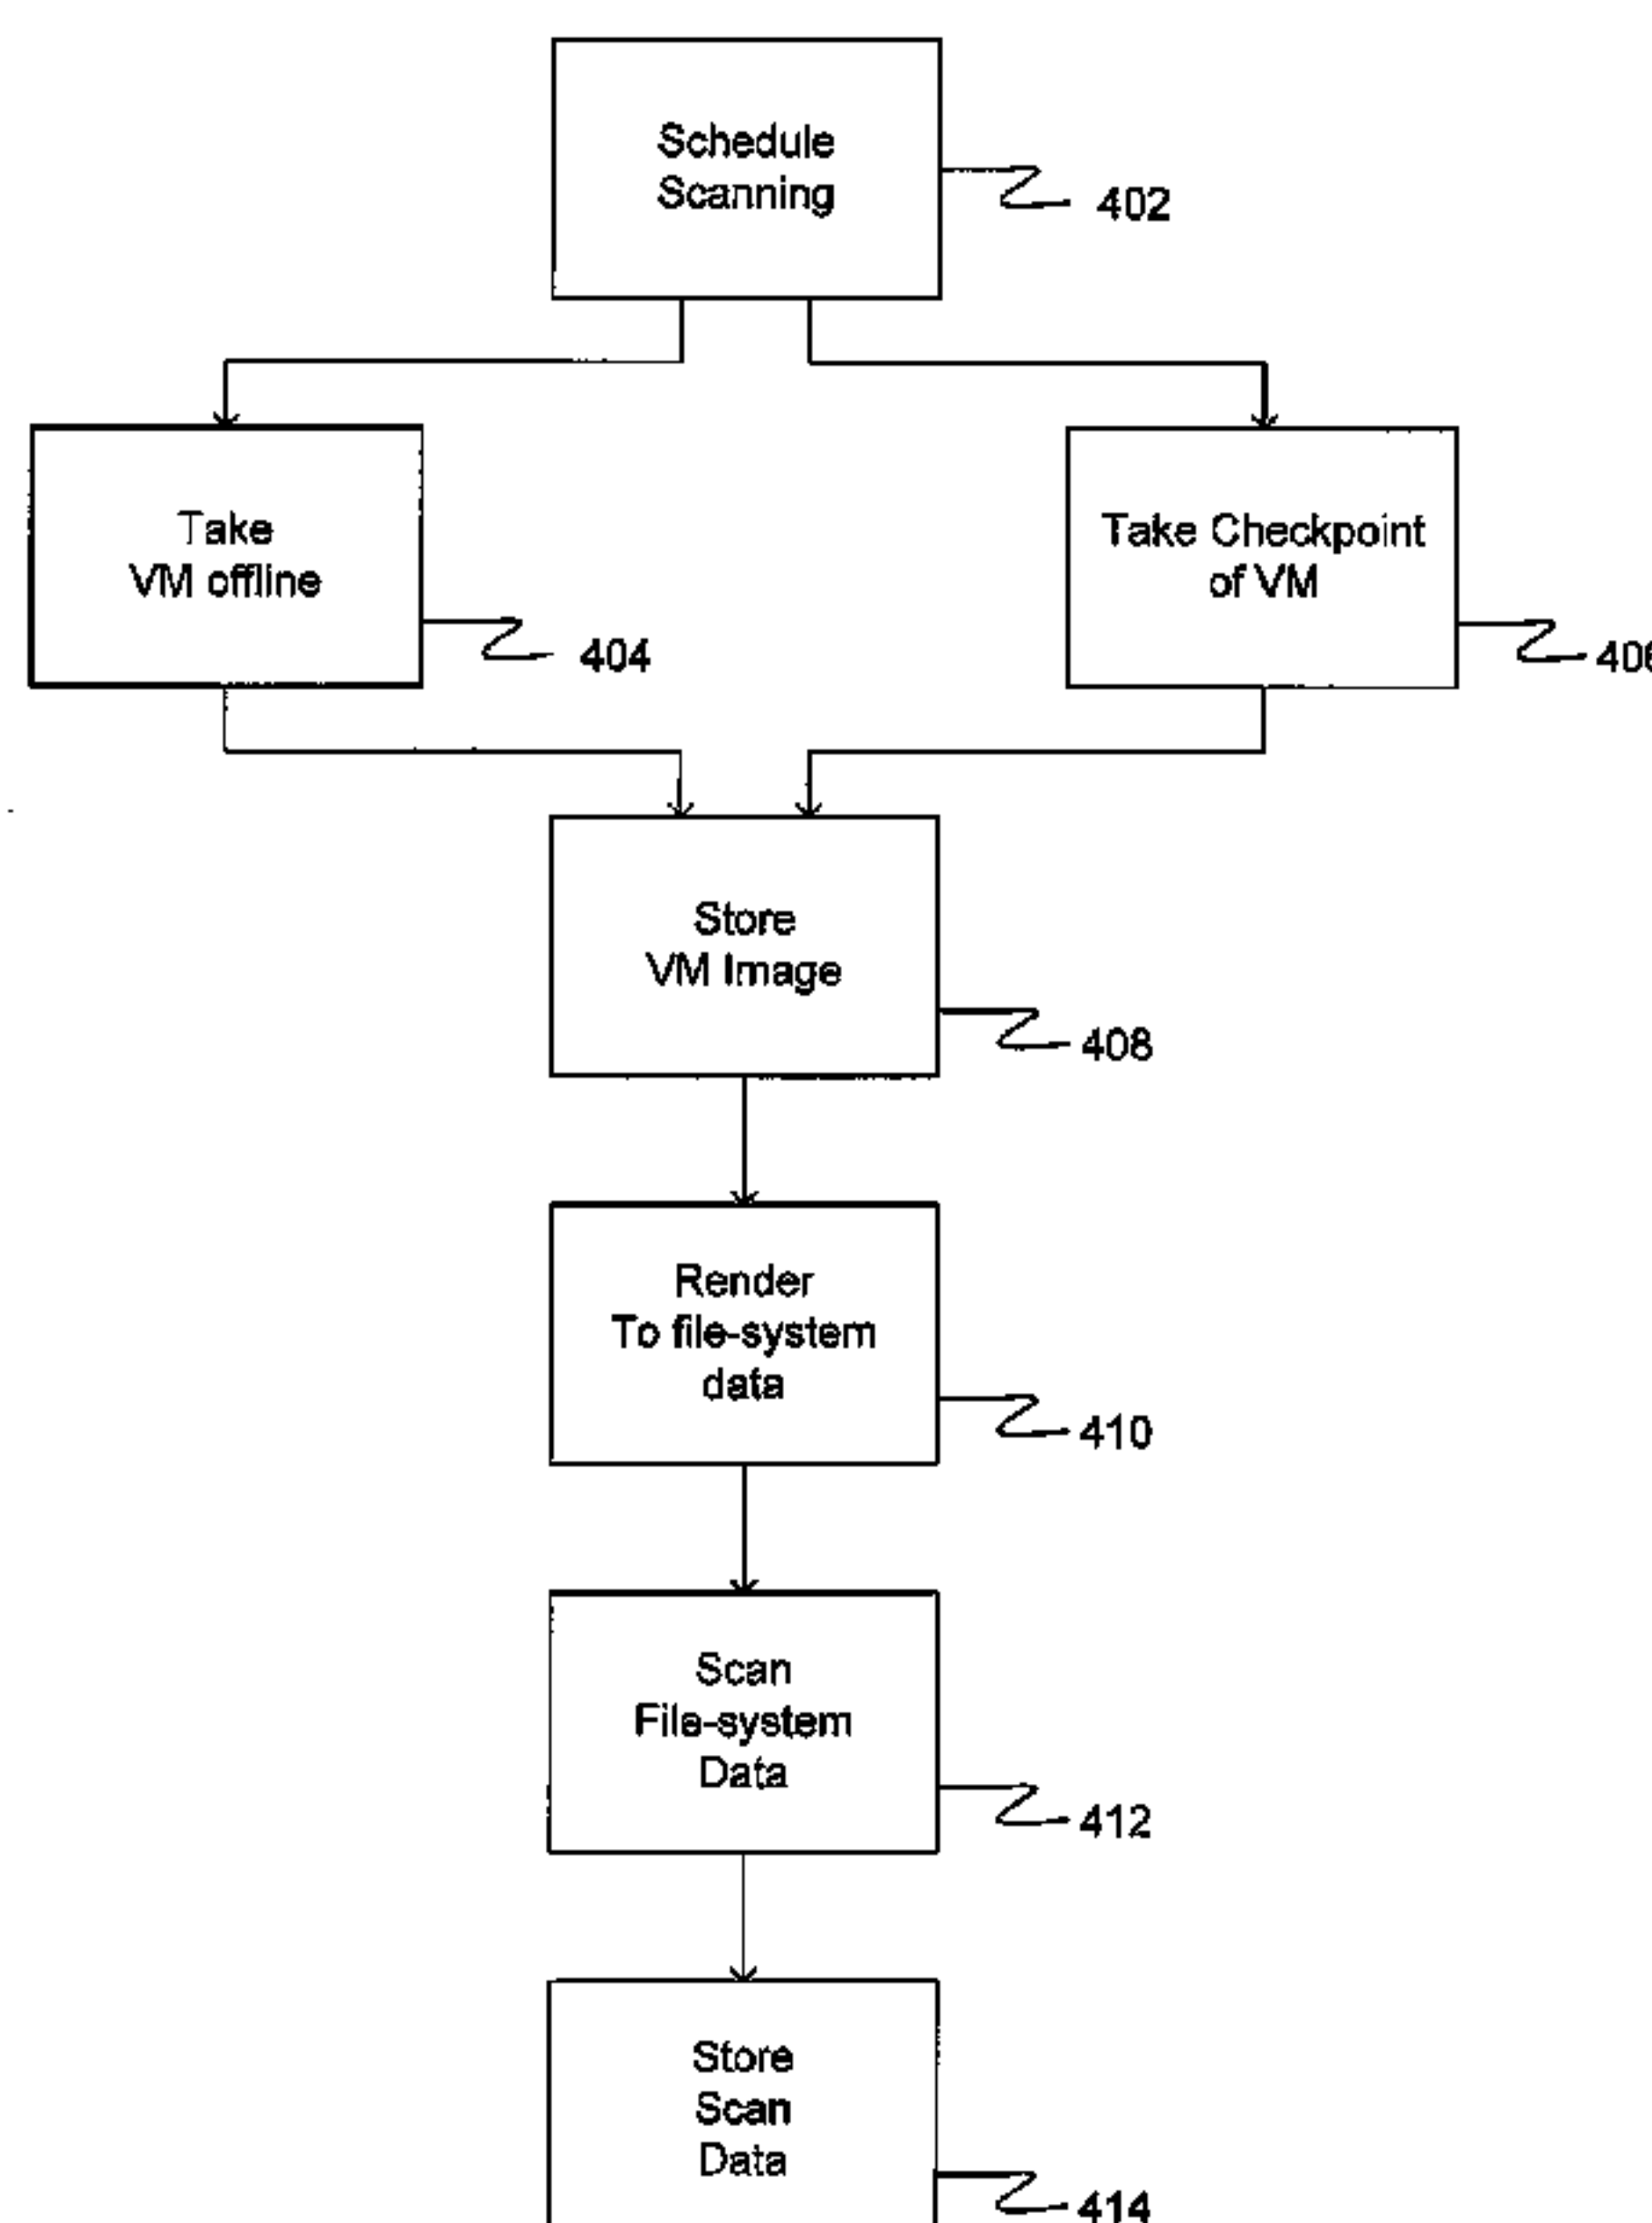 Schedule
Scanning
402
Take
VM offline
404
Take Checkpoint
of VM
406
Store
VM Image
408
Render
To file-system
data
410
Scan
File-system
Data
412
Store
Scan
Data
414